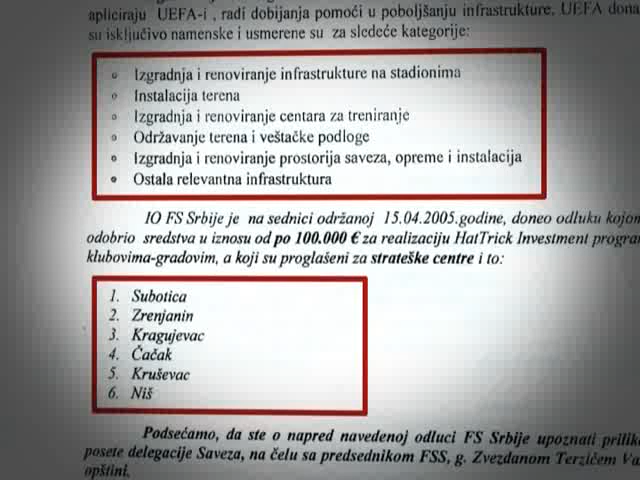 apliciraju UEFA-i , radi dobijanja pomoći u poboljšanju infrastrukture. UEFA
su isključivo namenske i usmerene su za sledeće kategorije:
Izgradnja i renoviranje infrastrukture na stadionima
Instalacija terena
Izgradnja i renoviranje centara za treniranje
Održavanje terena i veštačke podloge
Izgradnja i renoviranje prostorija saveza, opreme i instalacija
Ostala relevantna infrastruktura
IO FS Srbije je na sednici održanoj 15.04.2005.godine, doneo odluku
odobrio sredstva u iznosu od po 100.000 € za realizaciju HatTrick Investment
klubovima-gradovim, a koji su proglašeni za strateške centre i to:
1. Subotica
2. Zrenjanin
3. Kragujevac
4. Čačak
5. Kruševac
6. Niš
Podsećamo, da ste o napred navedenoj odluci FS Srbije upoznati
posete delegacije Saveza, na čelu sa predsednikom FSS, g. Zvezdanom Terzićem
opštini.